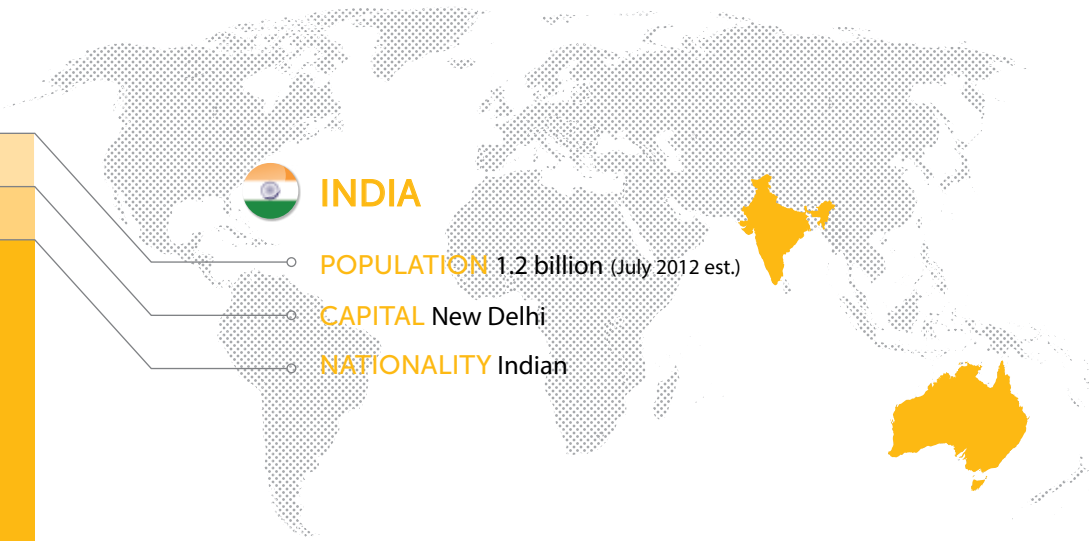 INDIA
POPULATION 1.2 billion (July 2012 est.)
CAPITAL New Delhi
NATIONALITY Indian